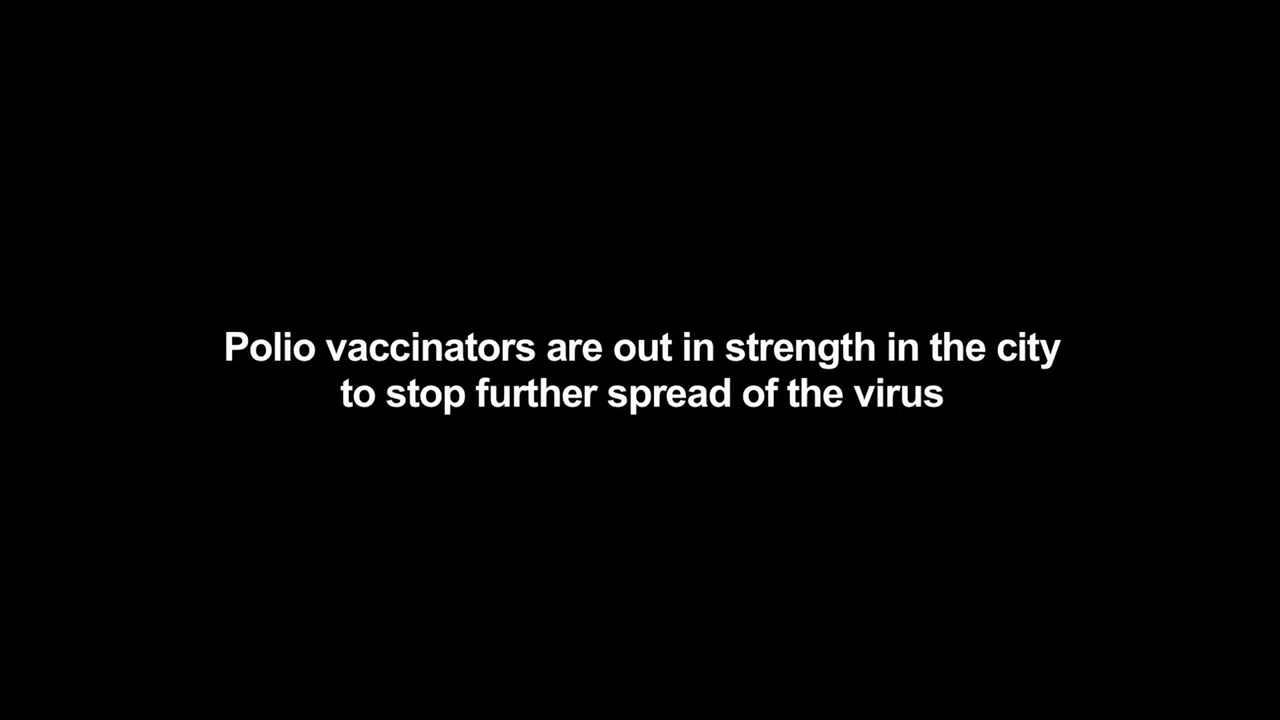 Polio vaccinators are out in strength in the city
to stop further spread of the virus